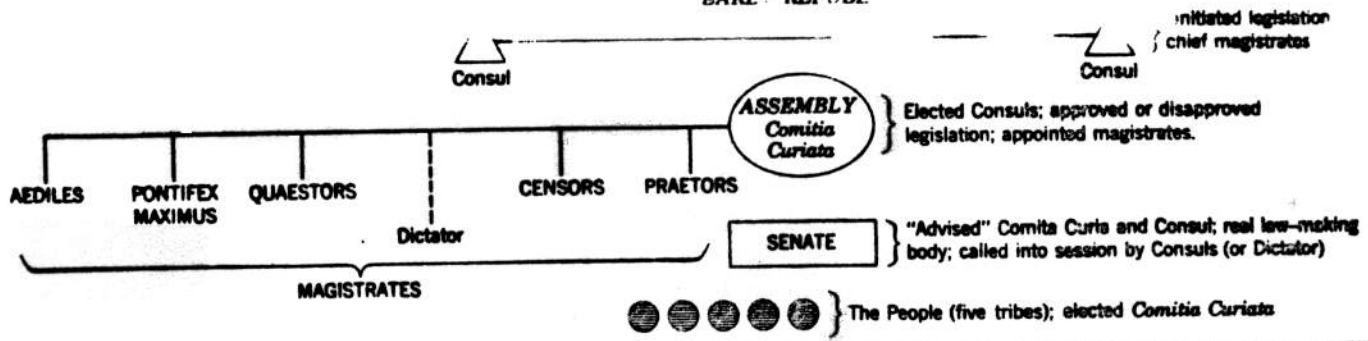 initiated legislation
chief magistrates
Consul
Consul
ASSEMBLY
Comitia
Curiata
Elected Consuls; approved or disapproved
legislation; appointed magistrates.
AEDILES
PONTIFEX
MAXIMUS
QUAESTORS
Dictator
CENSORS
PRAETORS
MAGISTRATES
SENATE
"Advised" Comita Curia and Consul; real law-making
body; called into session by Consuls (or Dictator)
The People (five tribes); elected Comitia Curiata